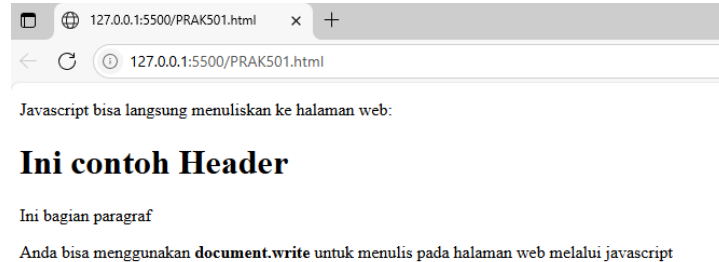 127.0.0.1:5500/PRAK501.html
127.0.0.1:5500/PRAK501.html
Javascript bisa langsung menuliskan ke halaman web:
Ini contoh Header
Ini bagian paragraf
Anda bisa menggunakan document.write untuk menulis pada halaman web melalui javascript